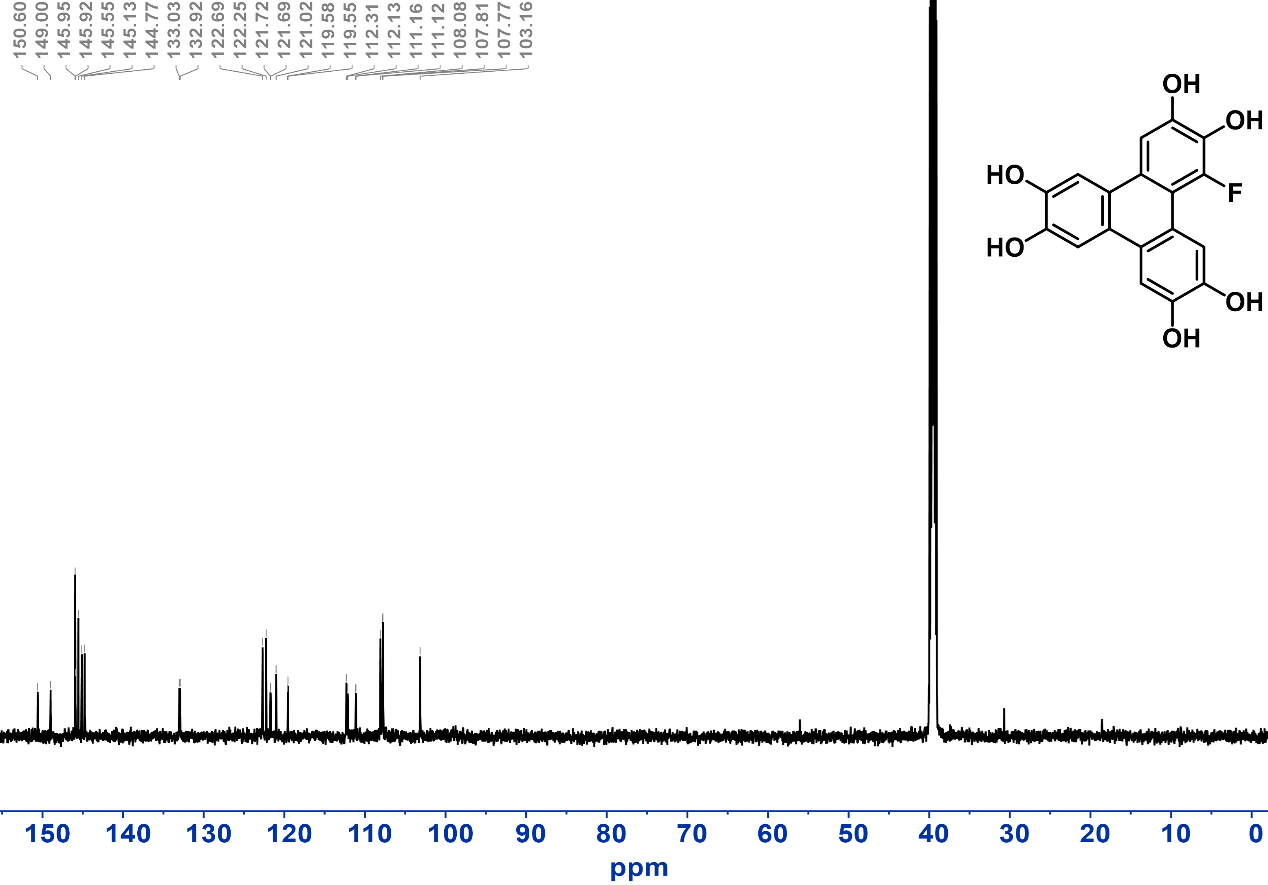 150.60
149.00
145.95
145.92
145.55
145.13
144.77
133.03
132.92
122.69
122.25
121.72
121.69
121.02
119.58
119.55
112.31
112.13
111.16
111.12
108.08
107.81
107.77
103.16
OH
OH
HO
F
HO
OH
OH
150 140 130 120 110 100 90 80 70 60 50 40 30 20 10 0
ppm